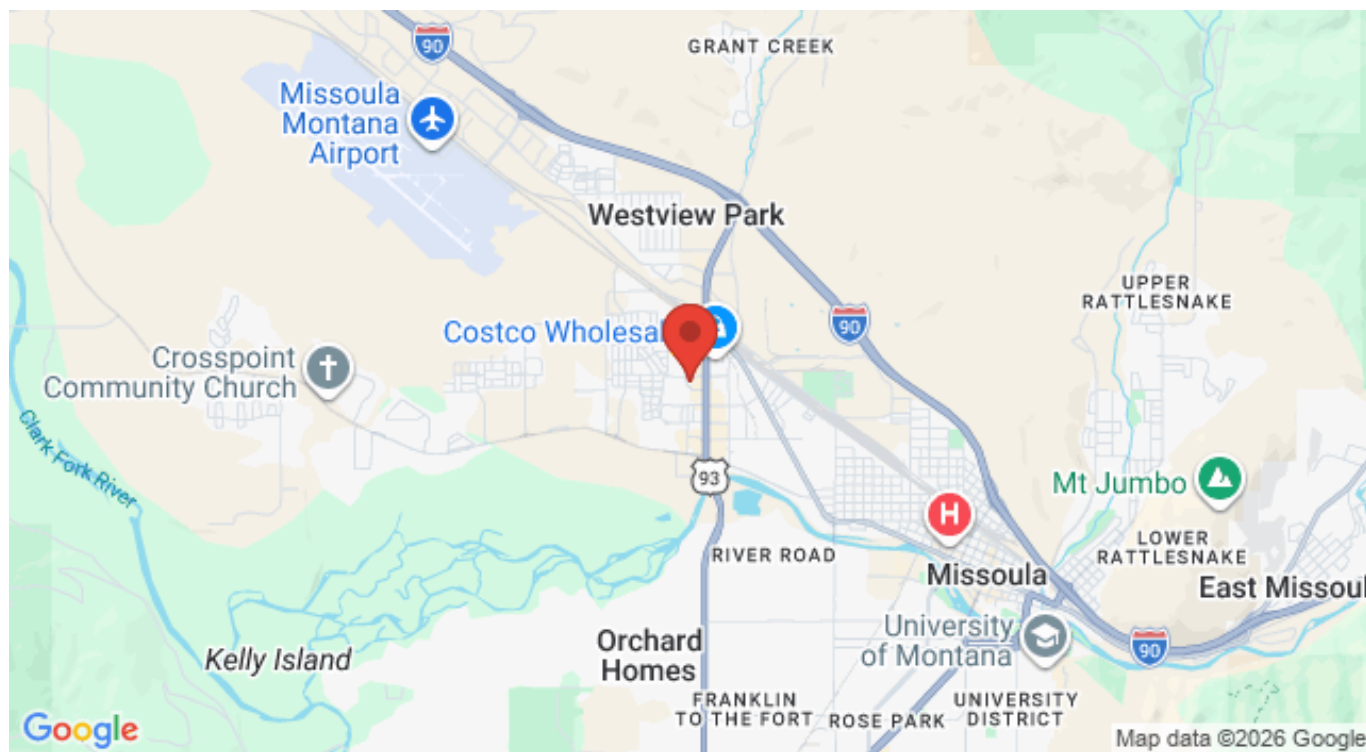 90
GRANT CREEK
Missoula
Montana
Airport
Westview Park
UPPER
RATTLESNAKE
Costco Wholesal
90
Crosspoint
Community Church
Clark Fork River
93
Mt Jumbo
H
LOWER
RATTLESNAKE
RIVER ROAD
Missoula
East Missoul
University
of Montana
Orchard
Homes
90
Kelly Island
FRANKLIN
TO THE FORT
ROSE PARK
UNIVERSITY
DISTRICT
Google
Map data ©2026 Google